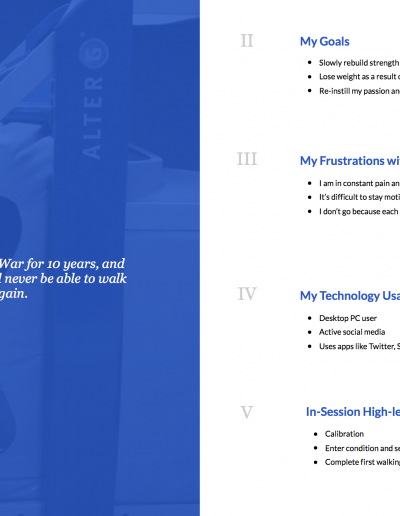 ALTER G
War for 10 years, and
never be able to walk
gain.
II
My Goals
Slowly rebuild strength
Lose weight as a result
Re-instill my passion an
III
My Frustrations wi
I am in constant pain an
It's difficult to stay mot
I don't go because each
IV
My Technology Usa
Desktop PC user
Active social media
Uses apps like Twitter, S
V
In-Session High-le
Calibration
Enter condition and se
Complete first walking